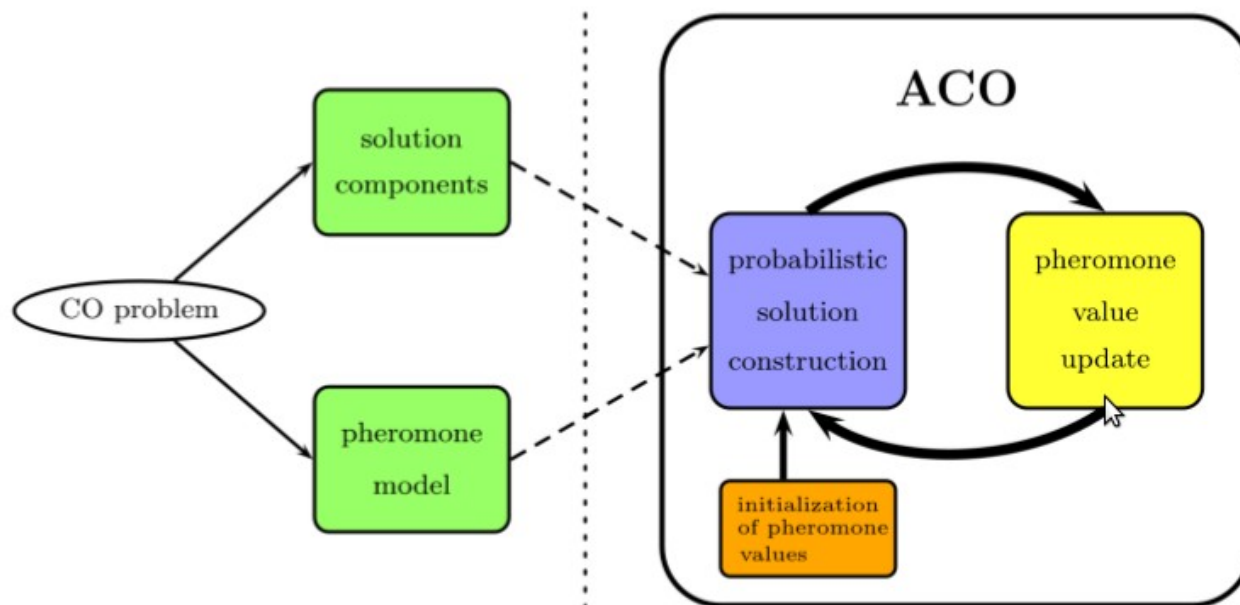 ACO
solution
components
CO problem
pheromone
model
probabilistic
solution
construction
pheromone
value
update
initialization
of pheromone
values